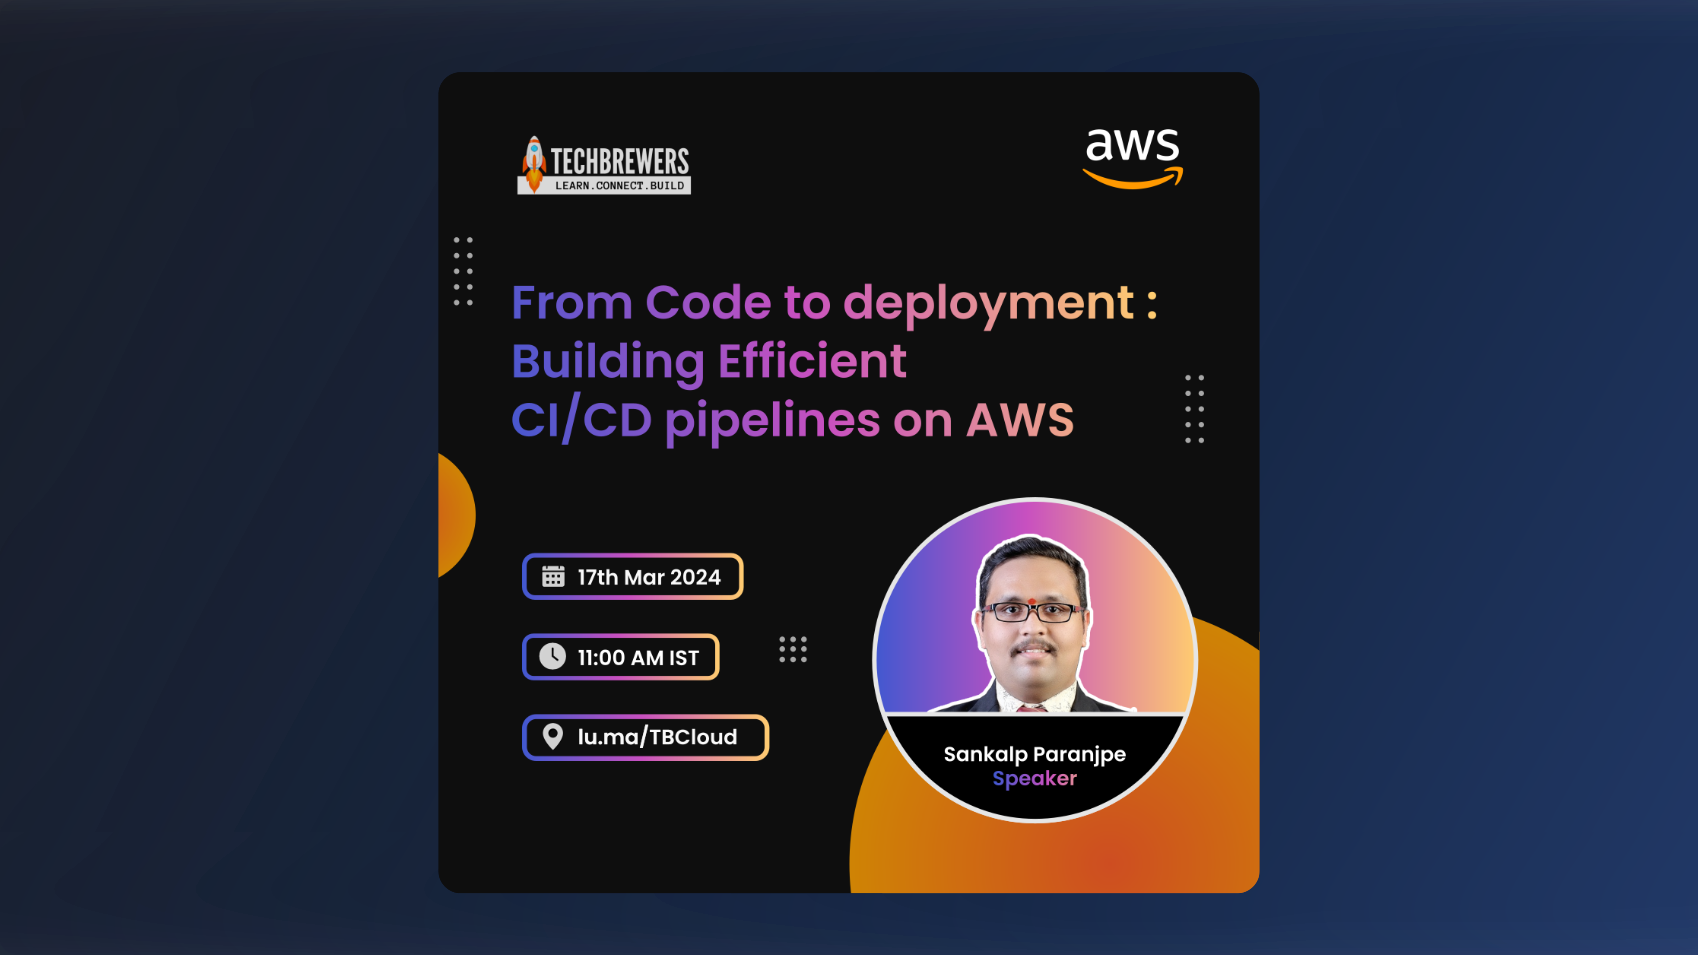 TECHBREWERS
LEARN.CONNECT.BUILD
aws
From Code to deployment :
Building Efficient
CI/CD pipelines on AWS
17th Mar 2024
11:00 AM IST
lu.ma/TBCloud
Sankalp Paranjpe
Speaker